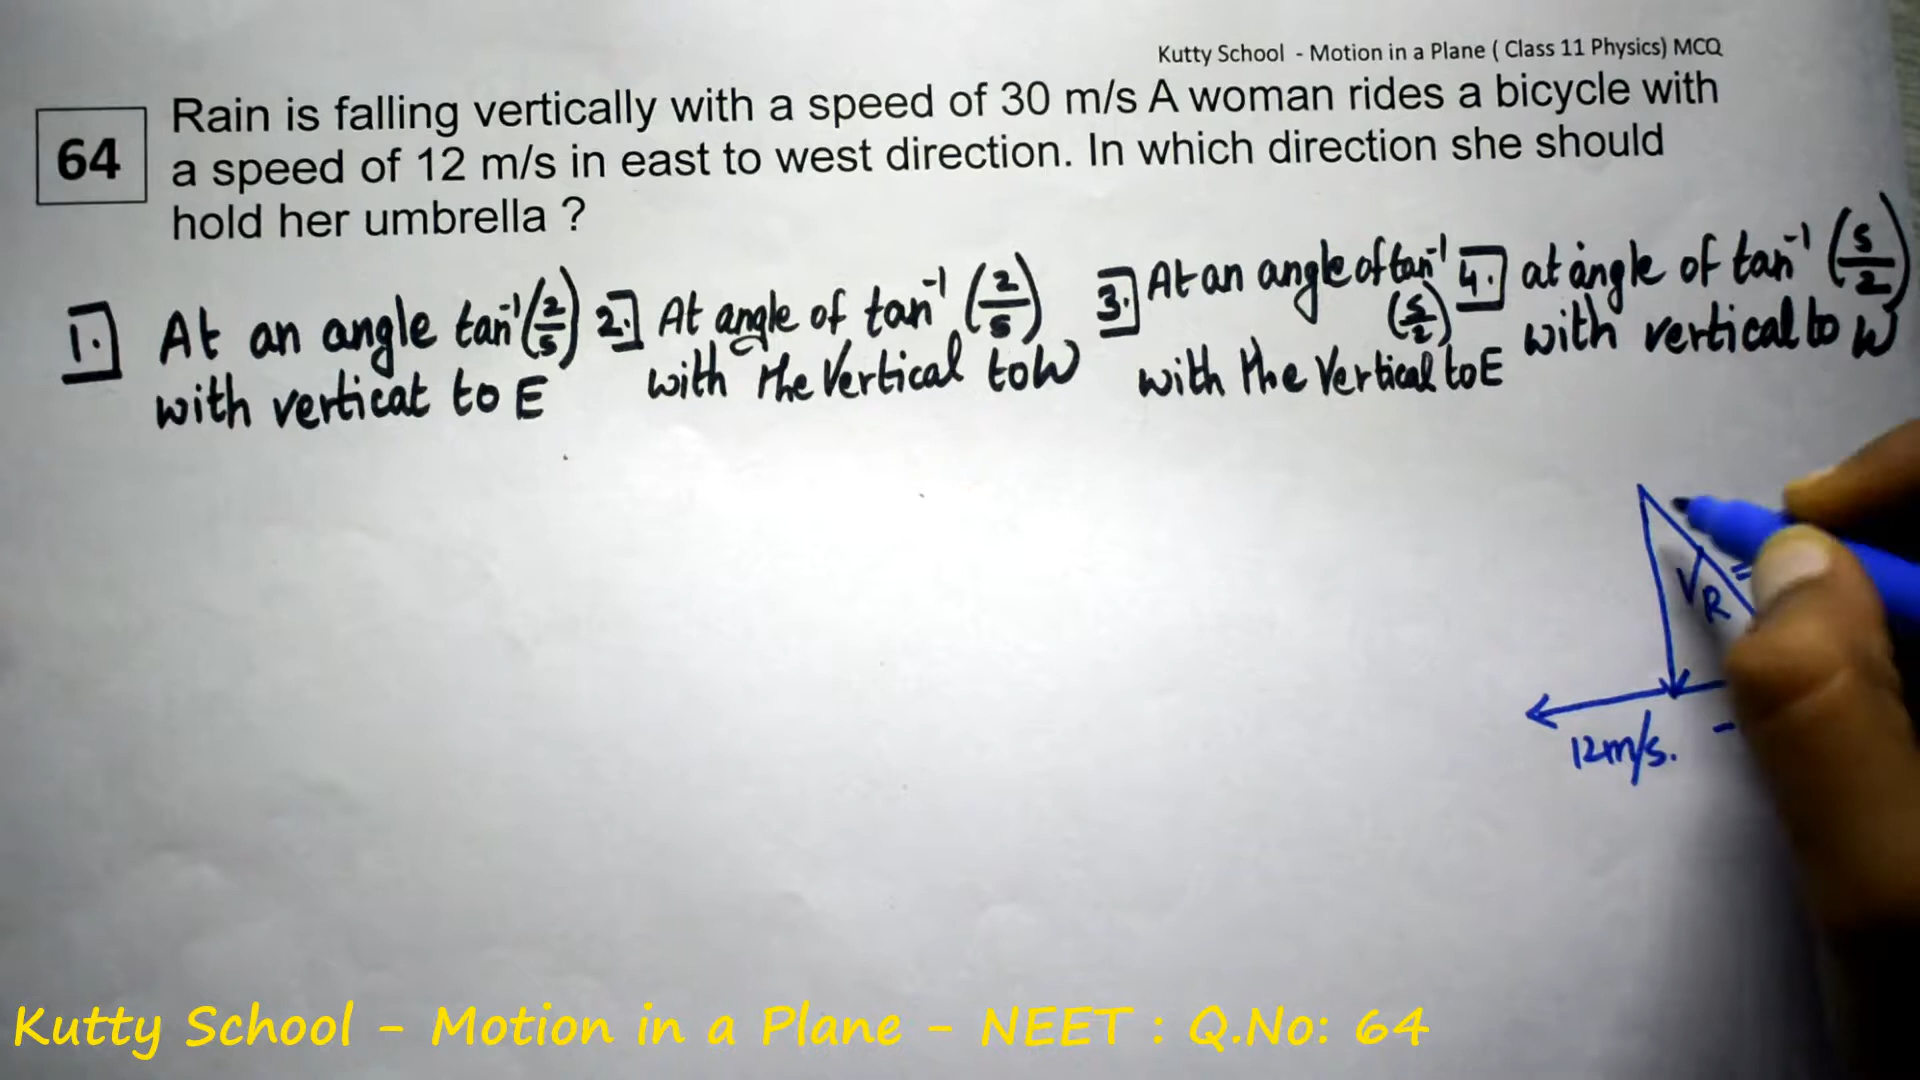 Kutty School - Motion in a Plane ( Class 11 Physics) MCQ
64
Rain is falling vertically with a speed of 30 m/s A woman rides a bicycle with
a speed of 12 m/s in east to west direction. In which direction she should
hold her umbrella ?
1. At an angle tan⁻¹(2/5)
with verticat to E
2. At angle of tan⁻¹(2/5)
with the Vertical to W
3. At an angle of tan⁻¹
(5/2)
with the Vertical to E
4. at angle of tan⁻¹(5/2)
with vertical to W
VR
12m/s.
Kutty School - Motion in a Plane - NEET : Q.No: 64